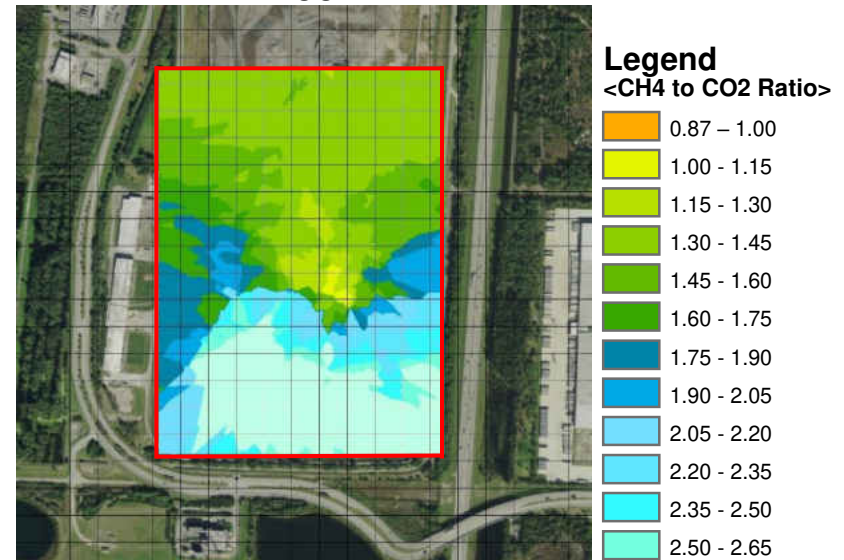 Legend
<CH4 to CO2 Ratio>
0.87 – 1.00
1.00 - 1.15
1.15 - 1.30
1.30 - 1.45
1.45 - 1.60
1.60 - 1.75
1.75 - 1.90
1.90 - 2.05
2.05 - 2.20
2.20 - 2.35
2.35 - 2.50
2.50 - 2.65